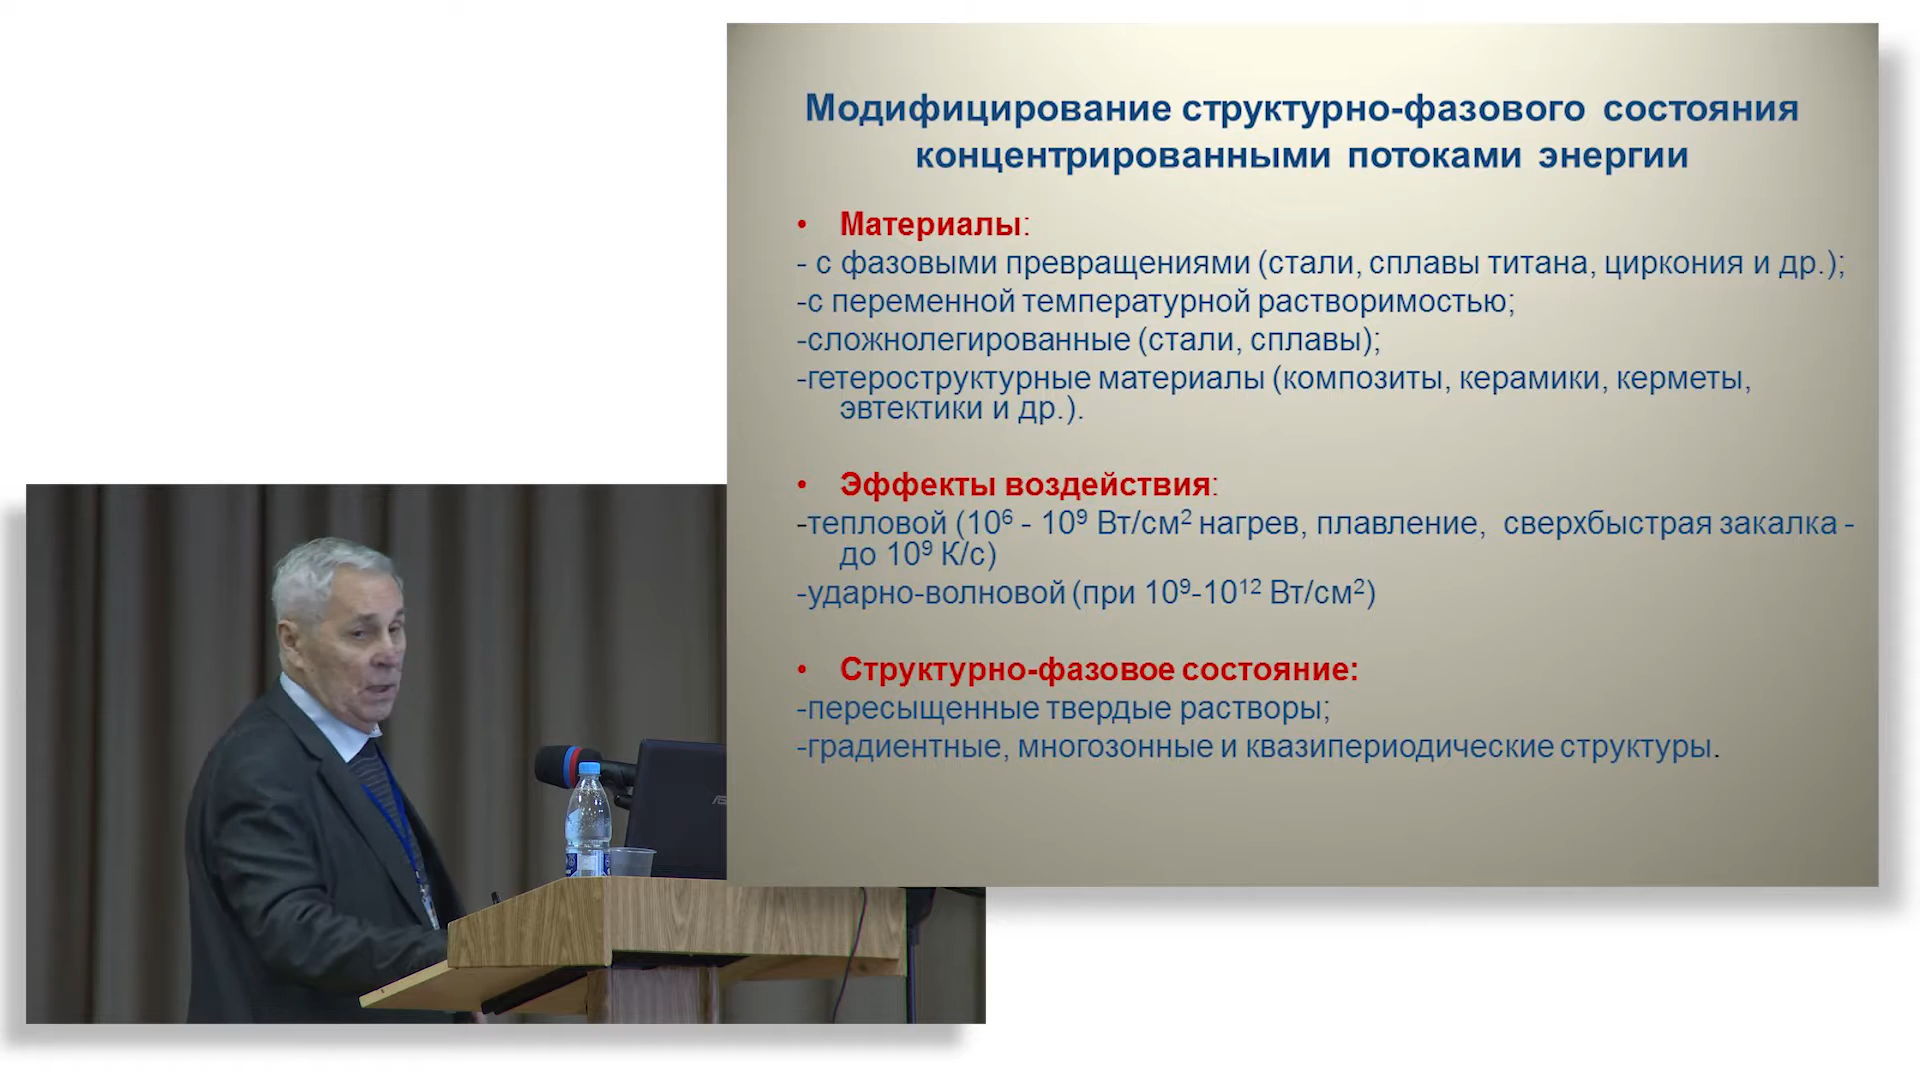 Модифицирование структурно-фазового состояния
концентрированными потоками энергии
• Материалы:
- с фазовыми превращениями (стали, сплавы титана, циркония и др.);
-с переменной температурной растворимостью;
-сложнолегированные (стали, сплавы);
-гетероструктурные материалы (композиты, керамики, керметы,
эвтектики и др.).
• Эффекты воздействия:
-тепловой (10⁶ - 10⁹ Вт/см² нагрев, плавление, сверхбыстрая закалка -
до 10⁹ К/с)
-ударно-волновой (при 10⁹-10¹² Вт/см²)
• Структурно-фазовое состояние:
-пересыщенные твердые растворы;
-градиентные, многозонные и квазипериодические структуры.